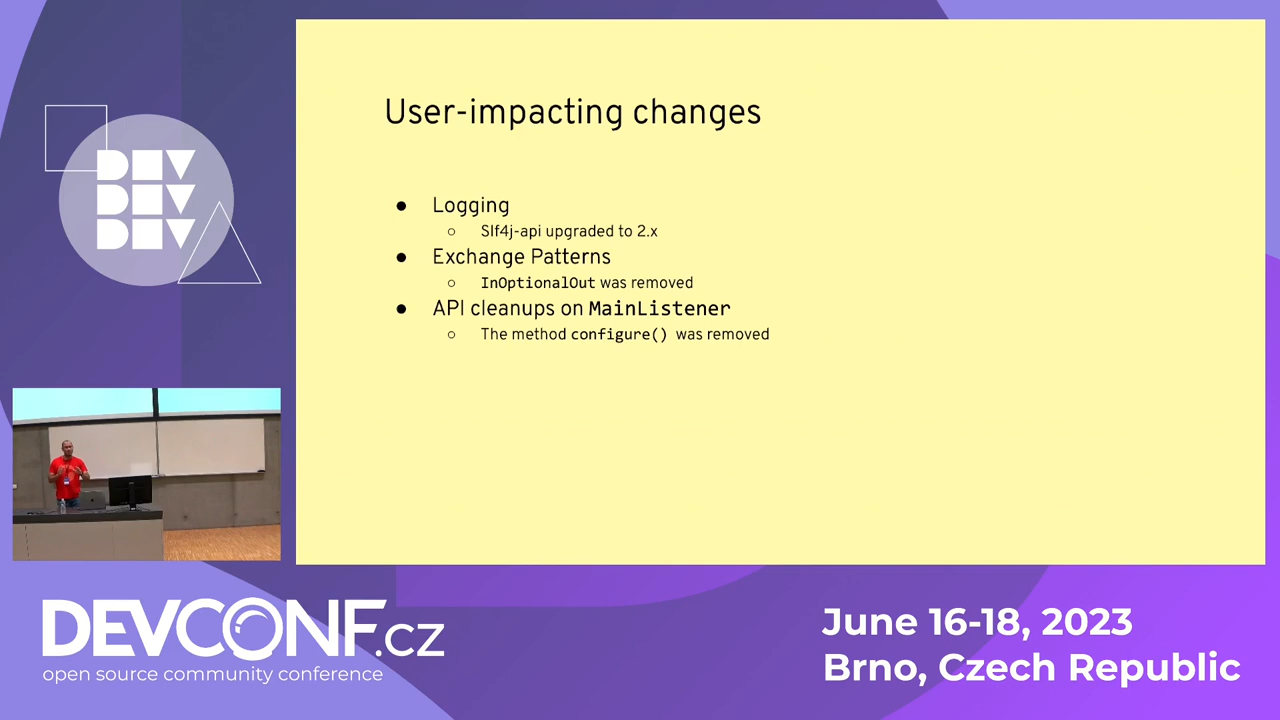 User-impacting changes
● Logging
○ Slf4j-api upgraded to 2.x
● Exchange Patterns
○ InOptionalOut was removed
● API cleanups on MainListener
○ The method configure() was removed
DEV
DEV
DEV
DEVCONF.cz
open source community conference
June 16-18, 2023
Brno, Czech Republic